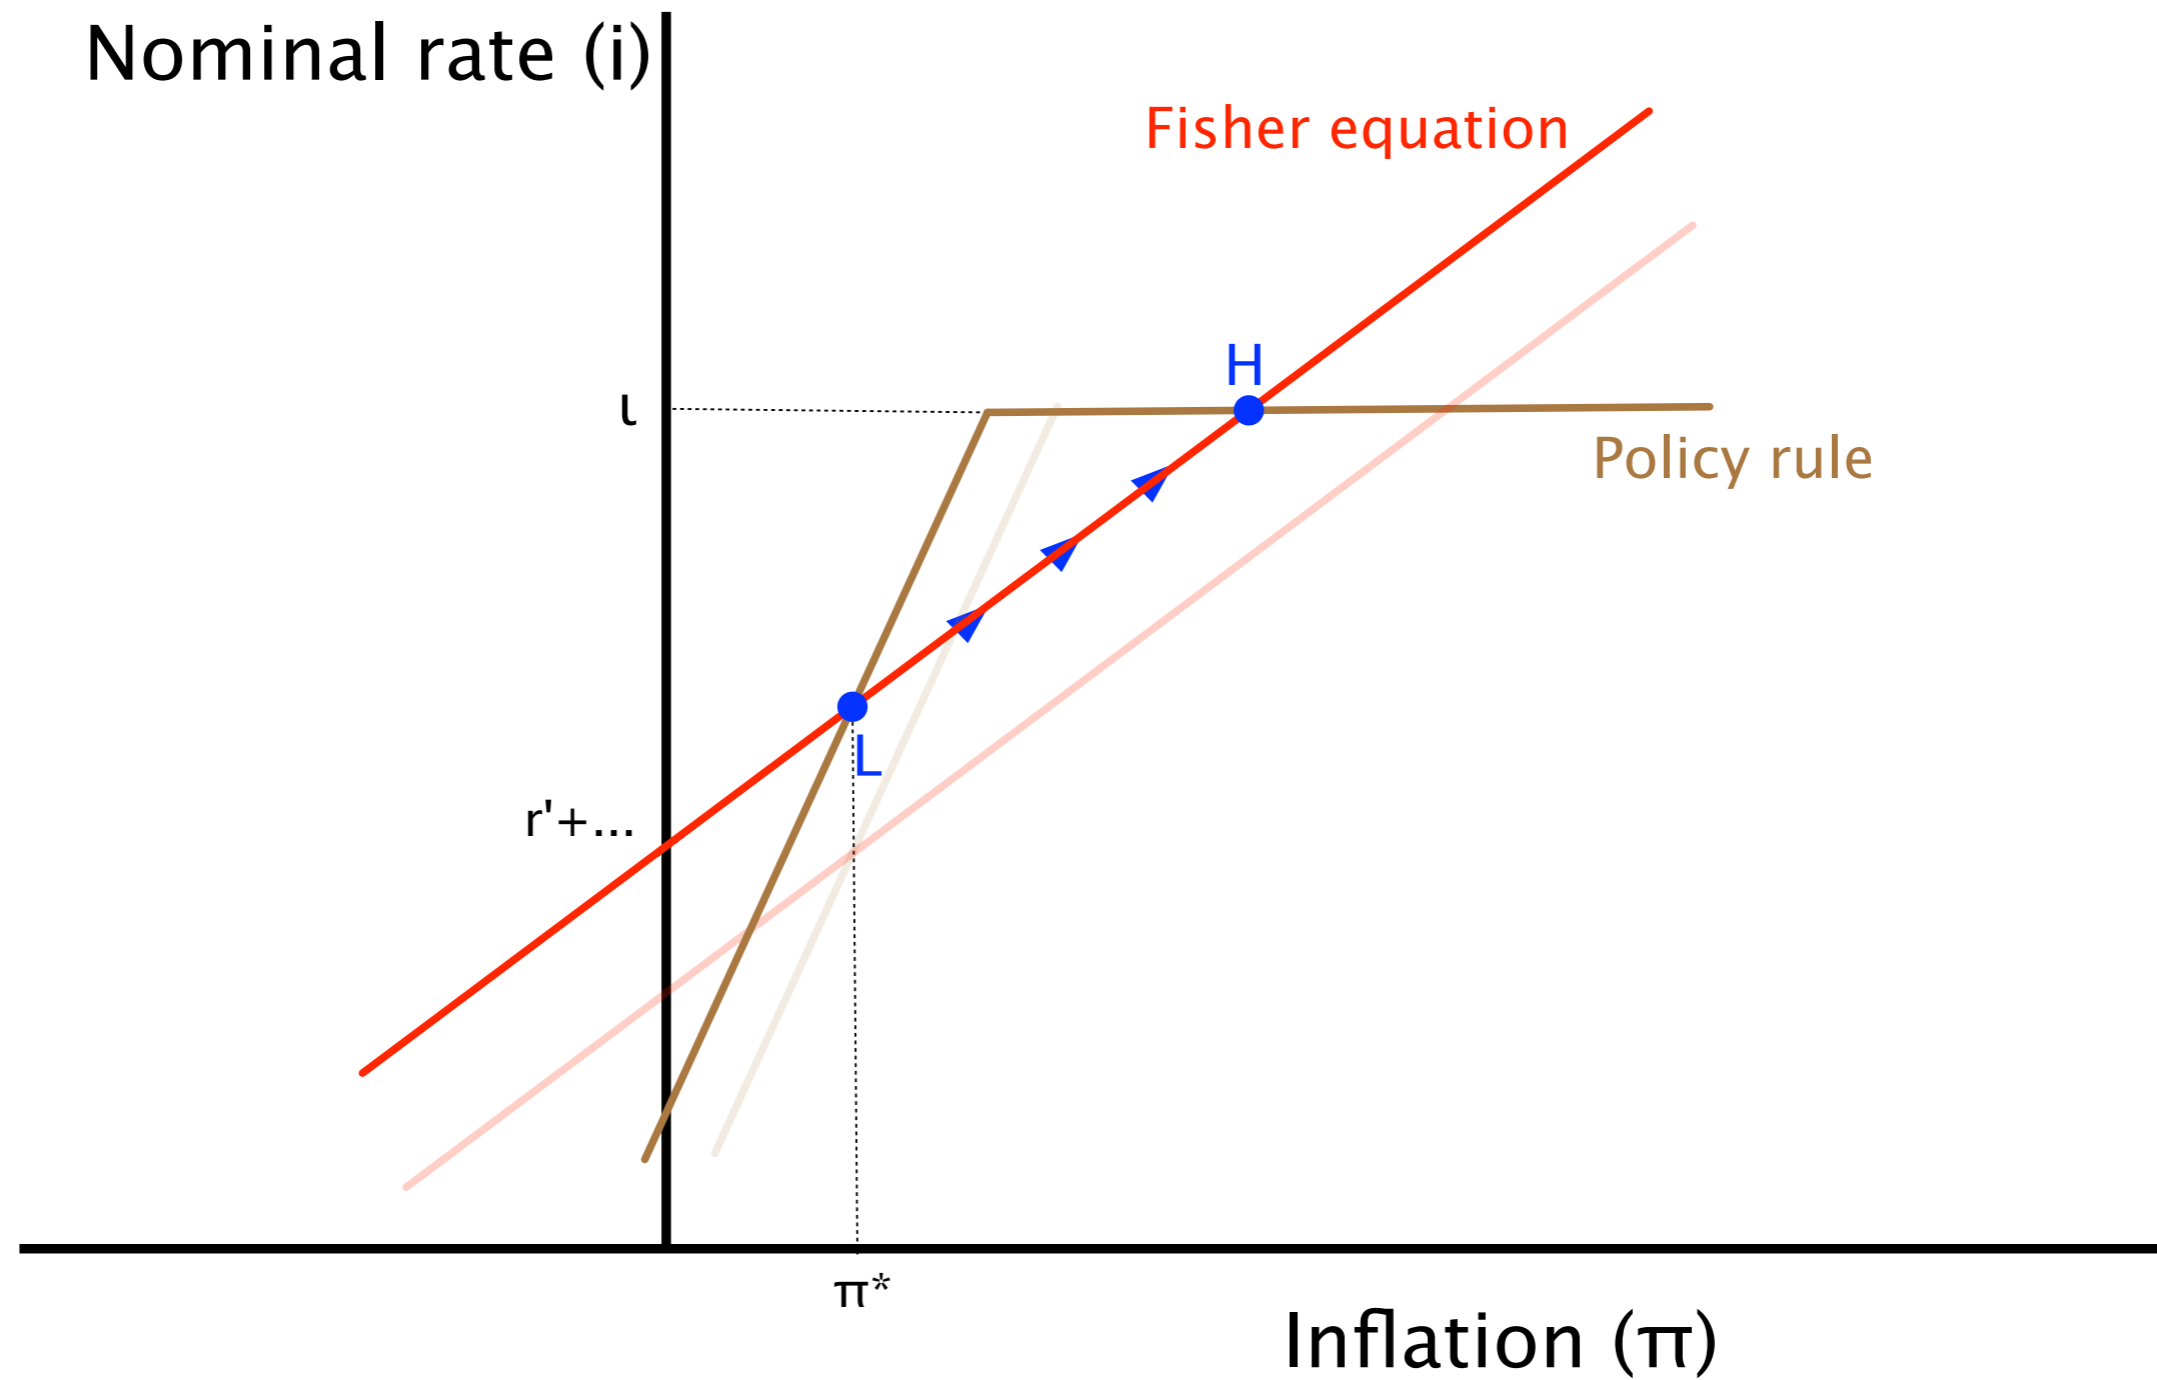 Nominal rate (i)
Fisher equation
H
ι
Policy rule
L
r'+...
π*
Inflation (π)